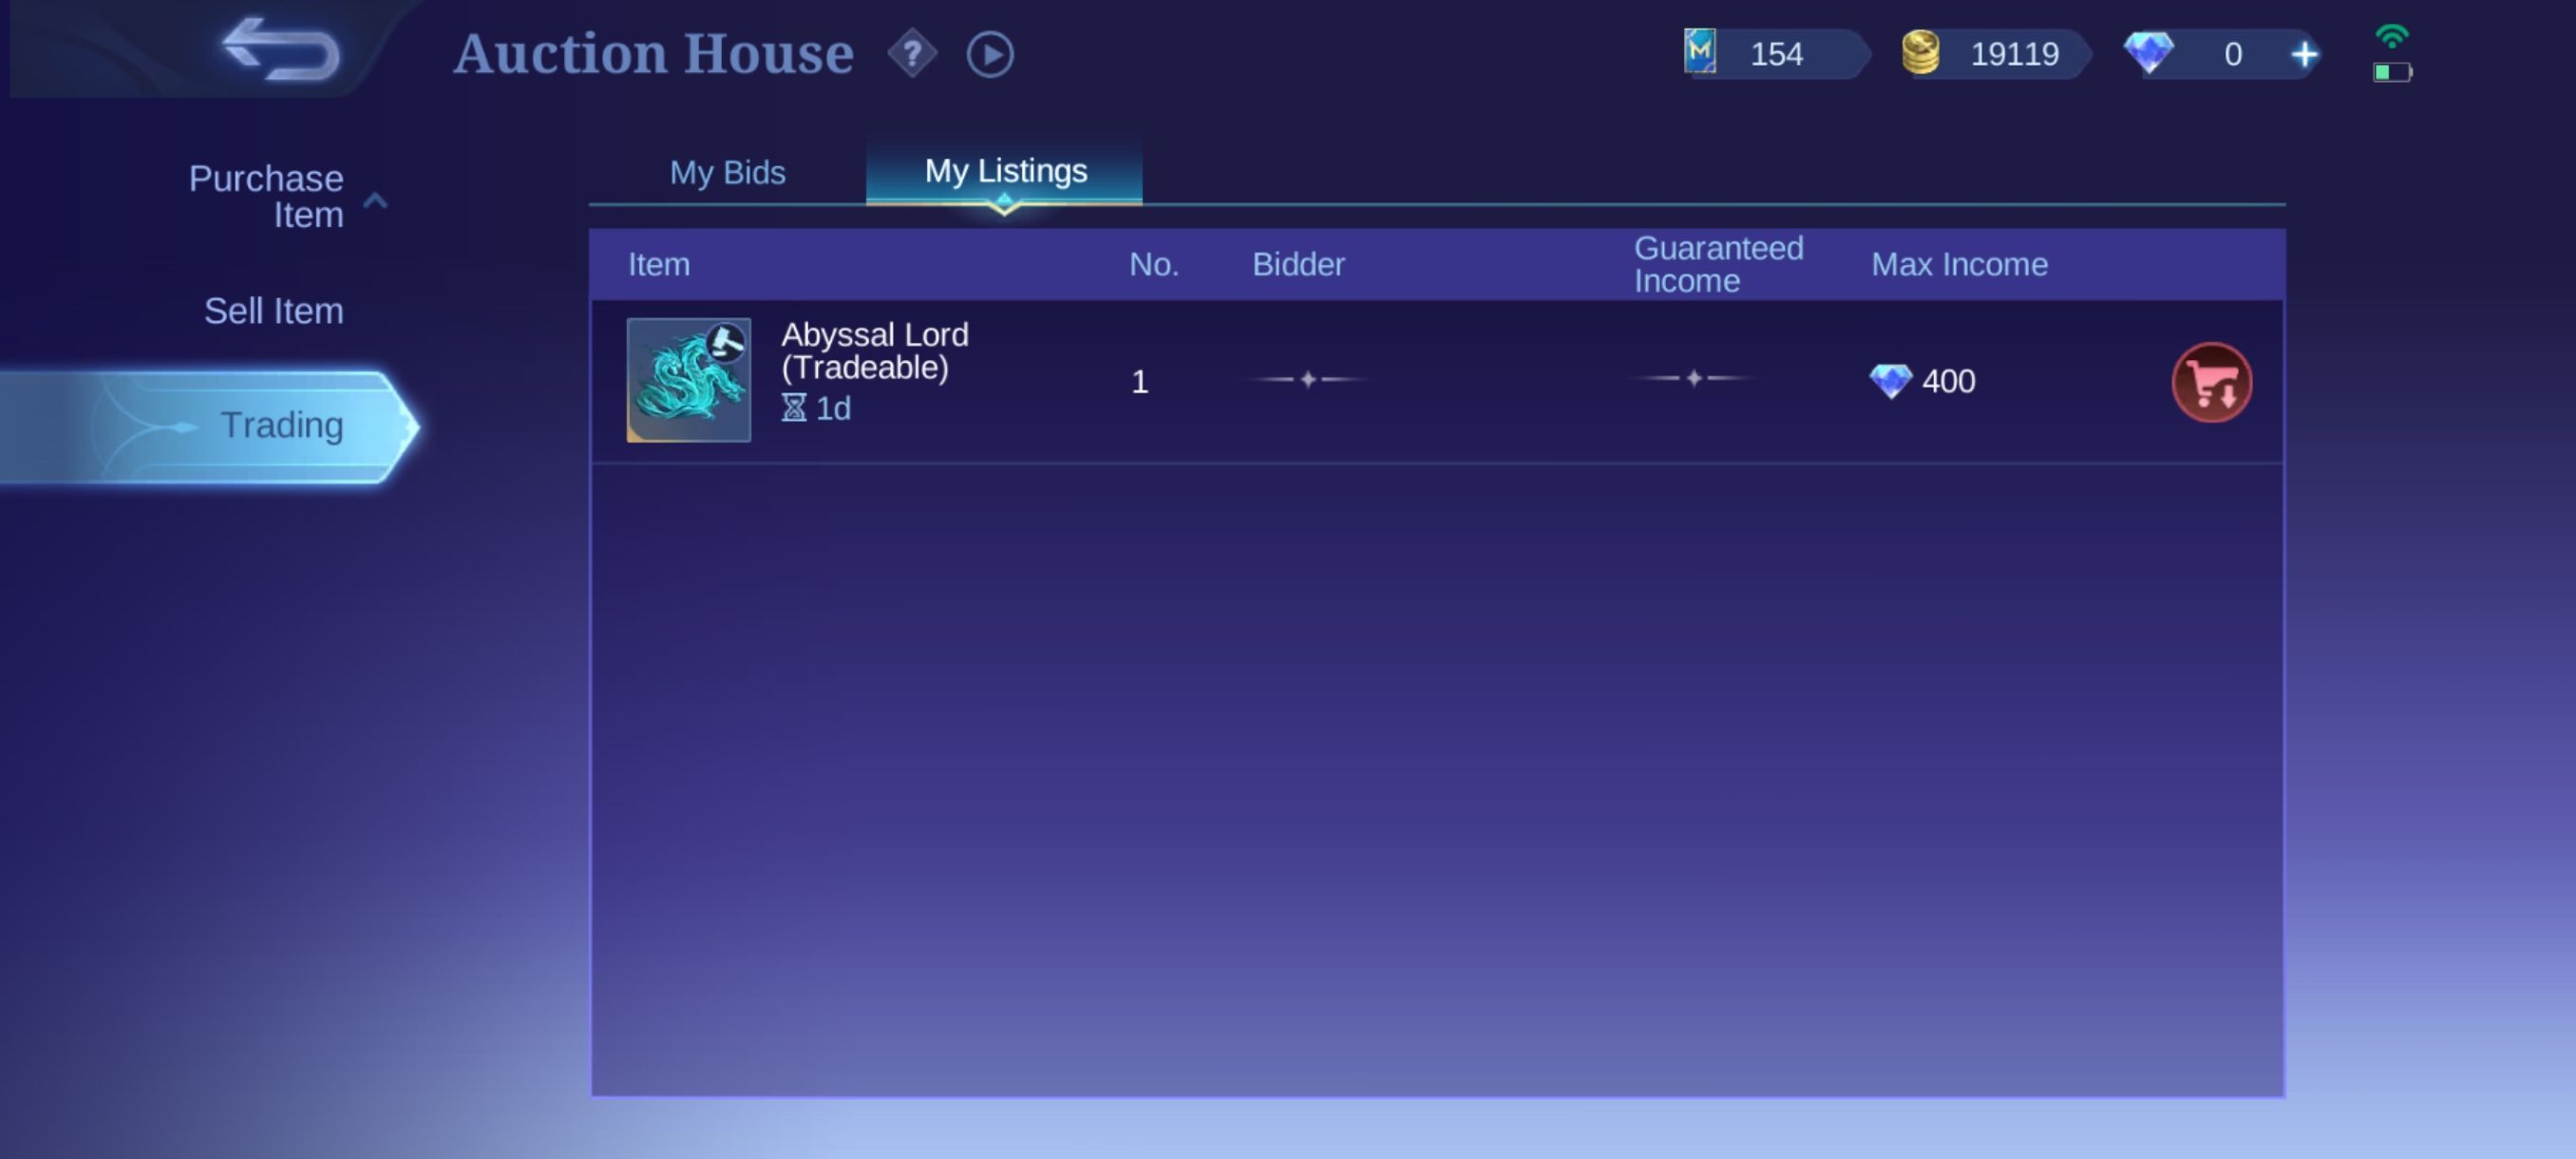 Auction House
154
19119
0
Purchase
Item
Sell Item
Trading
My Bids
My Listings
Item
No.
Bidder
Guaranteed
Income
Max Income
Abyssal Lord
(Tradeable)
1d
1
400